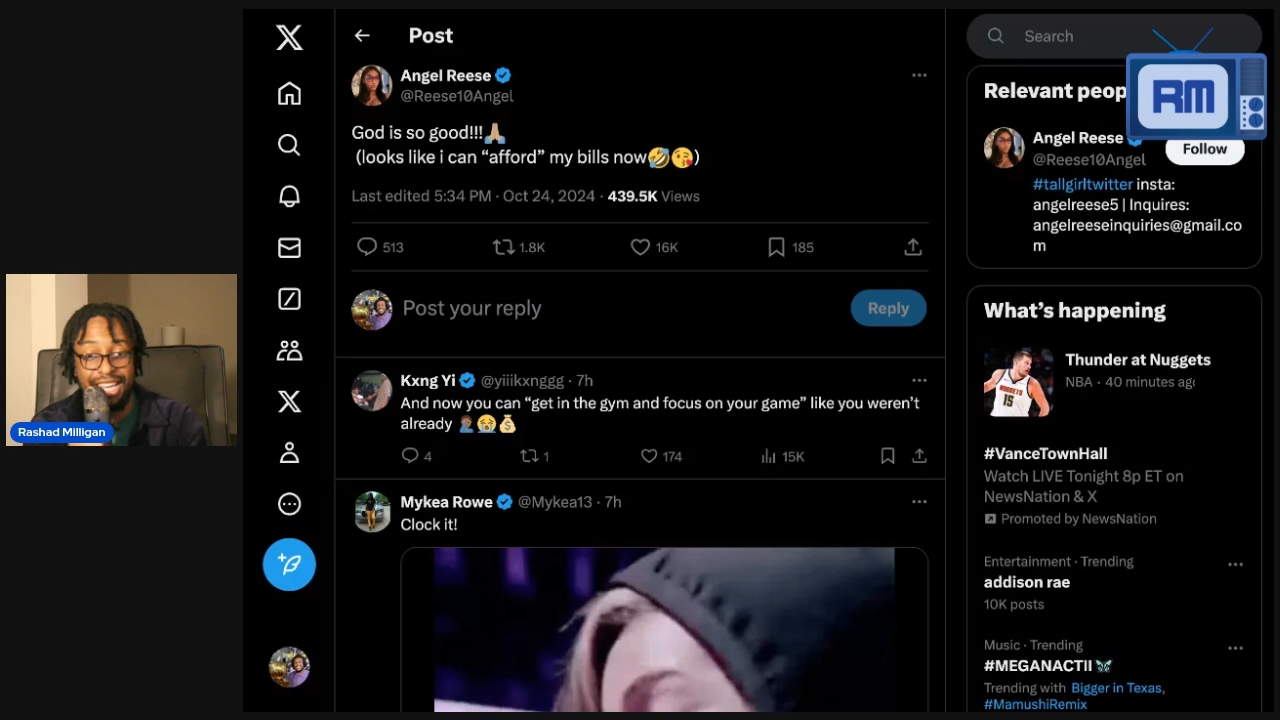 Post
Angel Reese
@Reese10Angel
God is so good!!!🙏🏼
(looks like i can “afford” my bills now🤣😘)
Last edited 5:34 PM · Oct 24, 2024 · 439.5K Views
513
1.8K
16K
185
Post your reply
Reply
Kxng Yi @yiiikxnggg · 7h
And now you can “get in the gym and focus on your game” like you weren’t
already 🤦🏾‍♂️😭💰
4
1
174
15K
Mykea Rowe @Mykea13 · 7h
Clock it!
Search
RM
Relevant peop
Angel Reese
@Reese10Angel
Follow
#tallgirltwitter insta:
angelreese5 | Inquires:
angelreeseinquiries@gmail.co
m
What’s happening
Thunder at Nuggets
NBA · 40 minutes ago
15
#VanceTownHall
Watch LIVE Tonight 8p ET on
NewsNation & X
Promoted by NewsNation
Entertainment · Trending
addison rae
10K posts
Music · Trending
#MEGANACTII
Trending with Bigger in Texas,
#MamushiRemix
Rashad Milligan